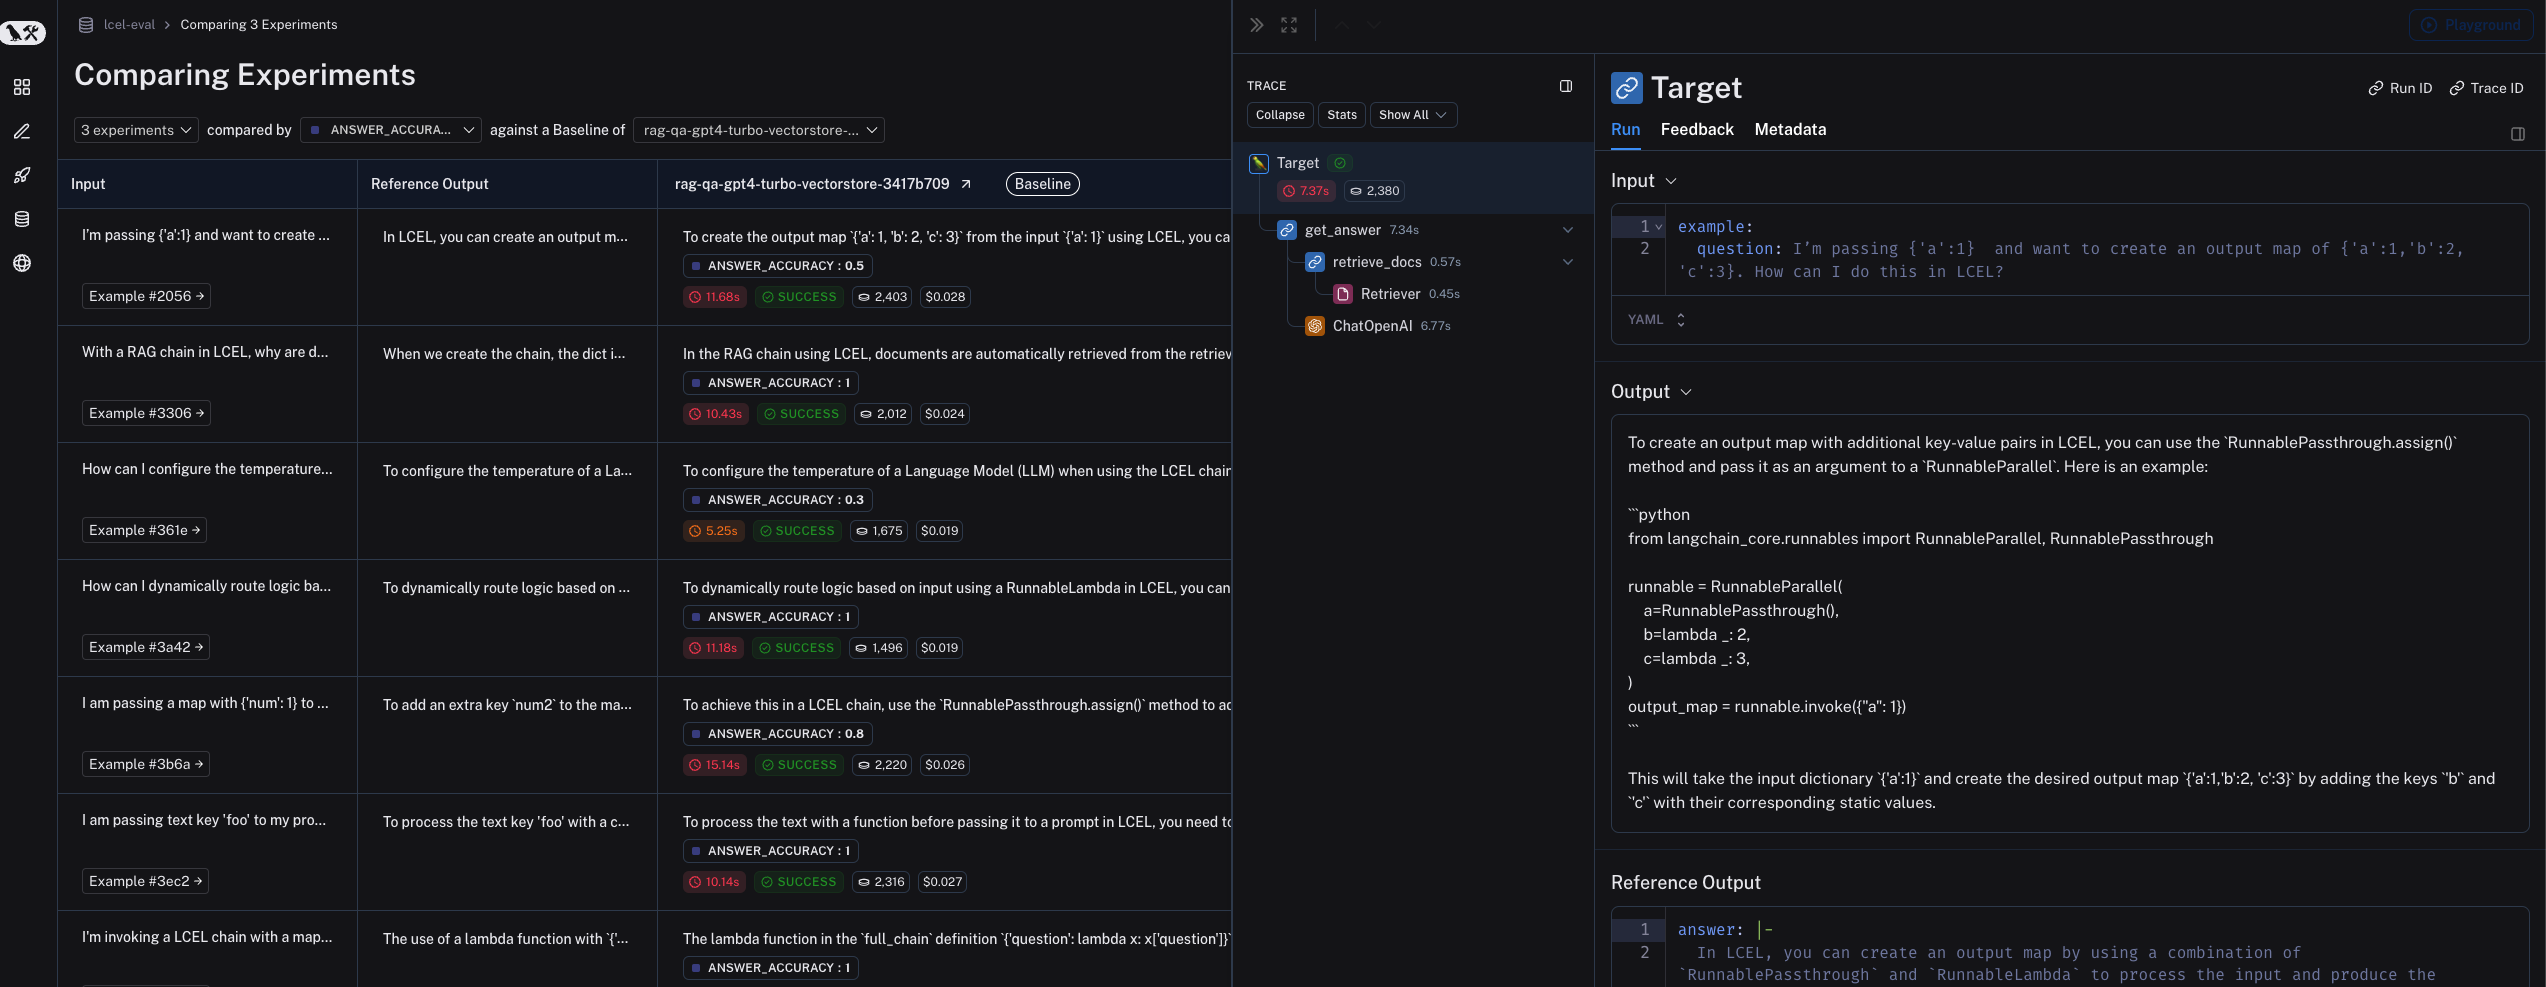 lcel-eval > Comparing 3 Experiments
Comparing Experiments
3 experiments compared by ANSWER_ACCURA... against a Baseline of rag-qa-gpt4-turbo-vectorstore-...
Input Reference Output rag-qa-gpt4-turbo-vectorstore-3417b709 Baseline
I'm passing {'a':1} and want to create ... In LCEL, you can create an output m... To create the output map `{'a': 1, 'b': 2, 'c': 3}` from the input `{'a': 1}` using LCEL, you ca
ANSWER_ACCURACY : 0.5
Example #2056 → 11.68s SUCCESS 2,403 $0.028
With a RAG chain in LCEL, why are d... When we create the chain, the dict i... In the RAG chain using LCEL, documents are automatically retrieved from the retriev
ANSWER_ACCURACY : 1
Example #3306 → 10.43s SUCCESS 2,012 $0.024
How can I configure the temperature... To configure the temperature of a La... To configure the temperature of a Language Model (LLM) when using the LCEL chain
ANSWER_ACCURACY : 0.3
Example #361e → 5.25s SUCCESS 1,675 $0.019
How can I dynamically route logic ba... To dynamically route logic based on ... To dynamically route logic based on input using a RunnableLambda in LCEL, you can
ANSWER_ACCURACY : 1
Example #3a42 → 11.18s SUCCESS 1,496 $0.019
I am passing a map with {'num': 1} to ... To add an extra key `num2` to the ma... To achieve this in a LCEL chain, use the `RunnablePassthrough.assign()` method to ad
ANSWER_ACCURACY : 0.8
Example #3b6a → 15.14s SUCCESS 2,220 $0.026
I am passing text key 'foo' to my pro... To process the text key 'foo' with a c... To process the text with a function before passing it to a prompt in LCEL, you need to
ANSWER_ACCURACY : 1
Example #3ec2 → 10.14s SUCCESS 2,316 $0.027
I'm invoking a LCEL chain with a map... The use of a lambda function with `{'... The lambda function in the `full_chain` definition `{'question': lambda x: x['question']}`
ANSWER_ACCURACY : 1
Playground
TRACE
Collapse Stats Show All
Target
7.37s 2,380
get_answer 7.34s
retrieve_docs 0.57s
Retriever 0.45s
ChatOpenAI 6.77s
Target Run ID Trace ID
Run Feedback Metadata
Input
1 example:
2 question: I’m passing {'a':1}  and want to create an output map of {'a':1,'b':2,
'c':3}. How can I do this in LCEL?
YAML
Output
To create an output map with additional key-value pairs in LCEL, you can use the `RunnablePassthrough.assign()`
method and pass it as an argument to a `RunnableParallel`. Here is an example:
```python
from langchain_core.runnables import RunnableParallel, RunnablePassthrough
runnable = RunnableParallel(
a=RunnablePassthrough(),
b=lambda _: 2,
c=lambda _: 3,
)
output_map = runnable.invoke({"a": 1})
```
This will take the input dictionary `{'a':1}` and create the desired output map `{'a':1,'b':2, 'c':3}` by adding the keys `'b'` and
`'c'` with their corresponding static values.
Reference Output
1 answer: |-
2 In LCEL, you can create an output map by using a combination of
`RunnablePassthrough` and `RunnableLambda` to process the input and produce the